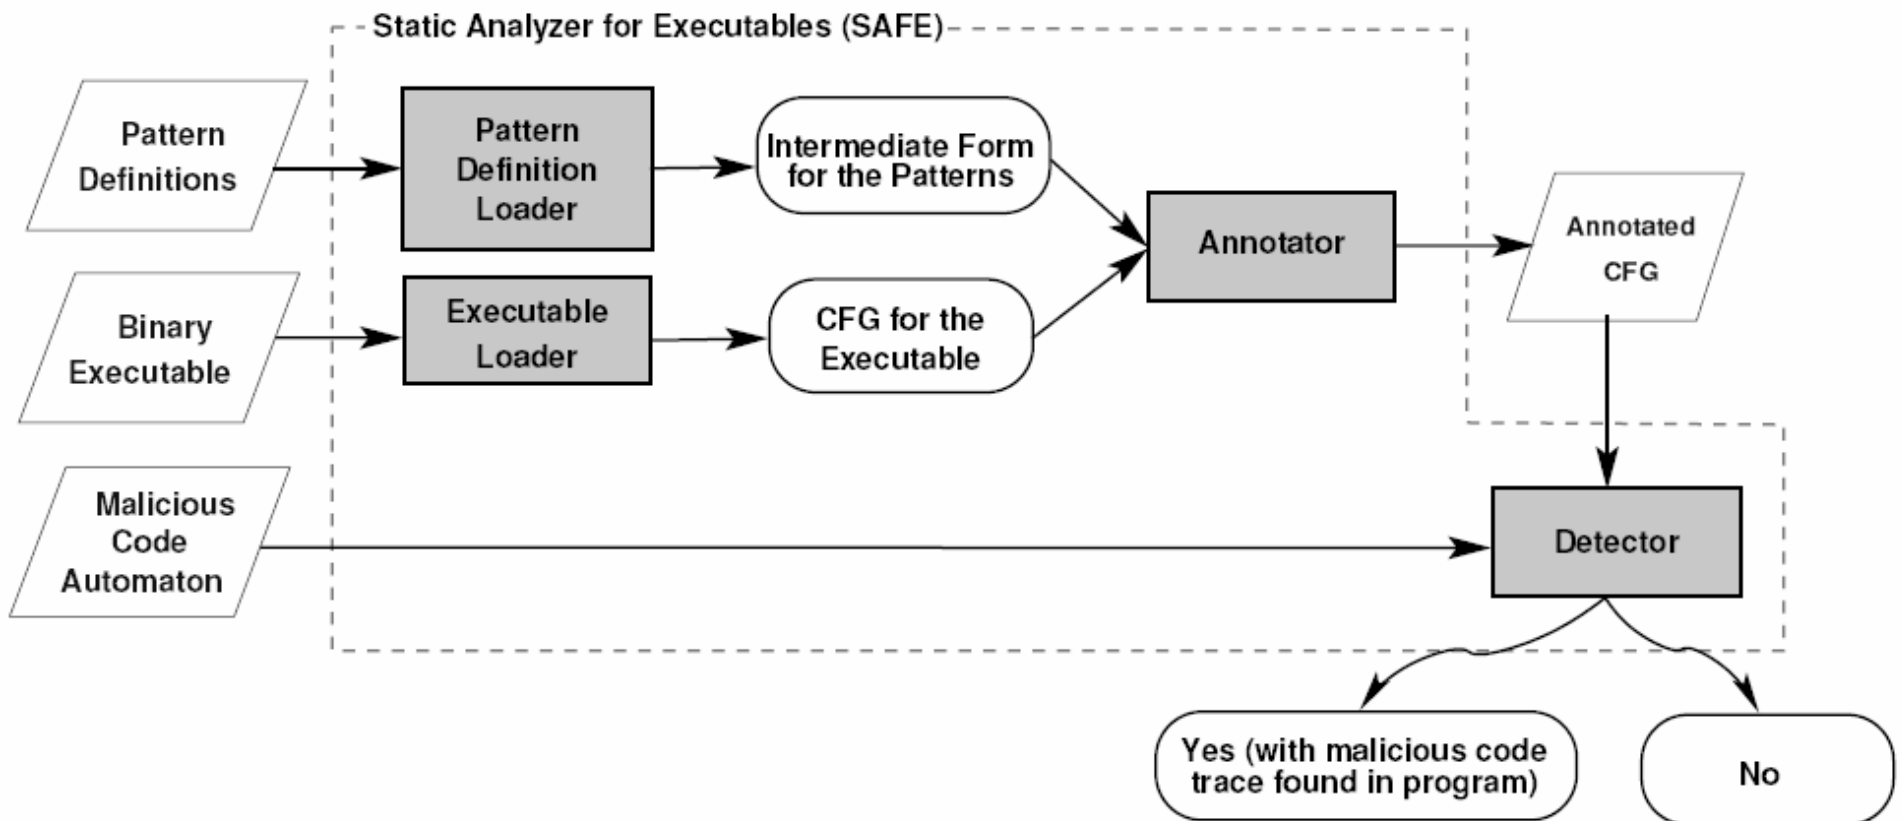 Static Analyzer for Executables (SAFE)
Pattern
Definitions
Pattern
Definition
Loader
Intermediate Form
for the Patterns
Annotator
Annotated
CFG
Binary
Executable
Executable
Loader
CFG for the
Executable
Malicious
Code
Automaton
Detector
Yes (with malicious code
trace found in program)
No